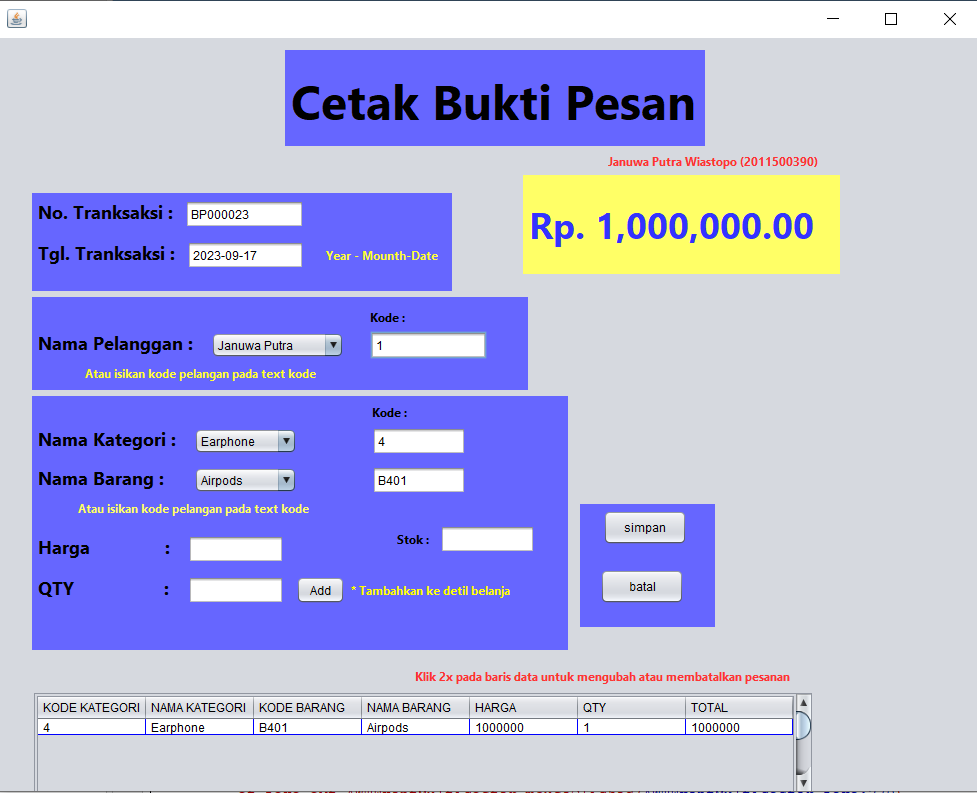 Cetak Bukti Pesan
Januwa Putra Wiastopo (2011500390)
Rp. 1,000,000.00
No. Tranksaksi : BP000023
Tgl. Tranksaksi : 2023-09-17 Year - Mounth-Date
Kode :
Nama Pelanggan : Januwa Putra 1
Atau isikan kode pelangan pada text kode
Kode :
Nama Kategori : Earphone 4
Nama Barang : Airpods B401
Atau isikan kode pelangan pada text kode
Harga : Stok :
QTY : Add * Tambahkan ke detil belanja
simpan
batal
Klik 2x pada baris data untuk mengubah atau membatalkan pesanan
KODE KATEGORI NAMA KATEGORI KODE BARANG NAMA BARANG HARGA QTY TOTAL
4 Earphone B401 Airpods 1000000 1 1000000